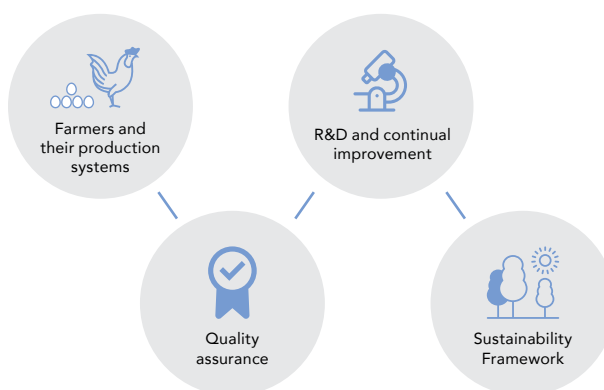 Farmers and
their production
systems
R&D and continual
improvement
Quality
assurance
Sustainability
Framework